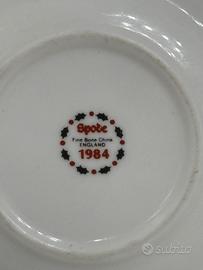 Spode
Fine Bone China
ENGLAND
1984
subito